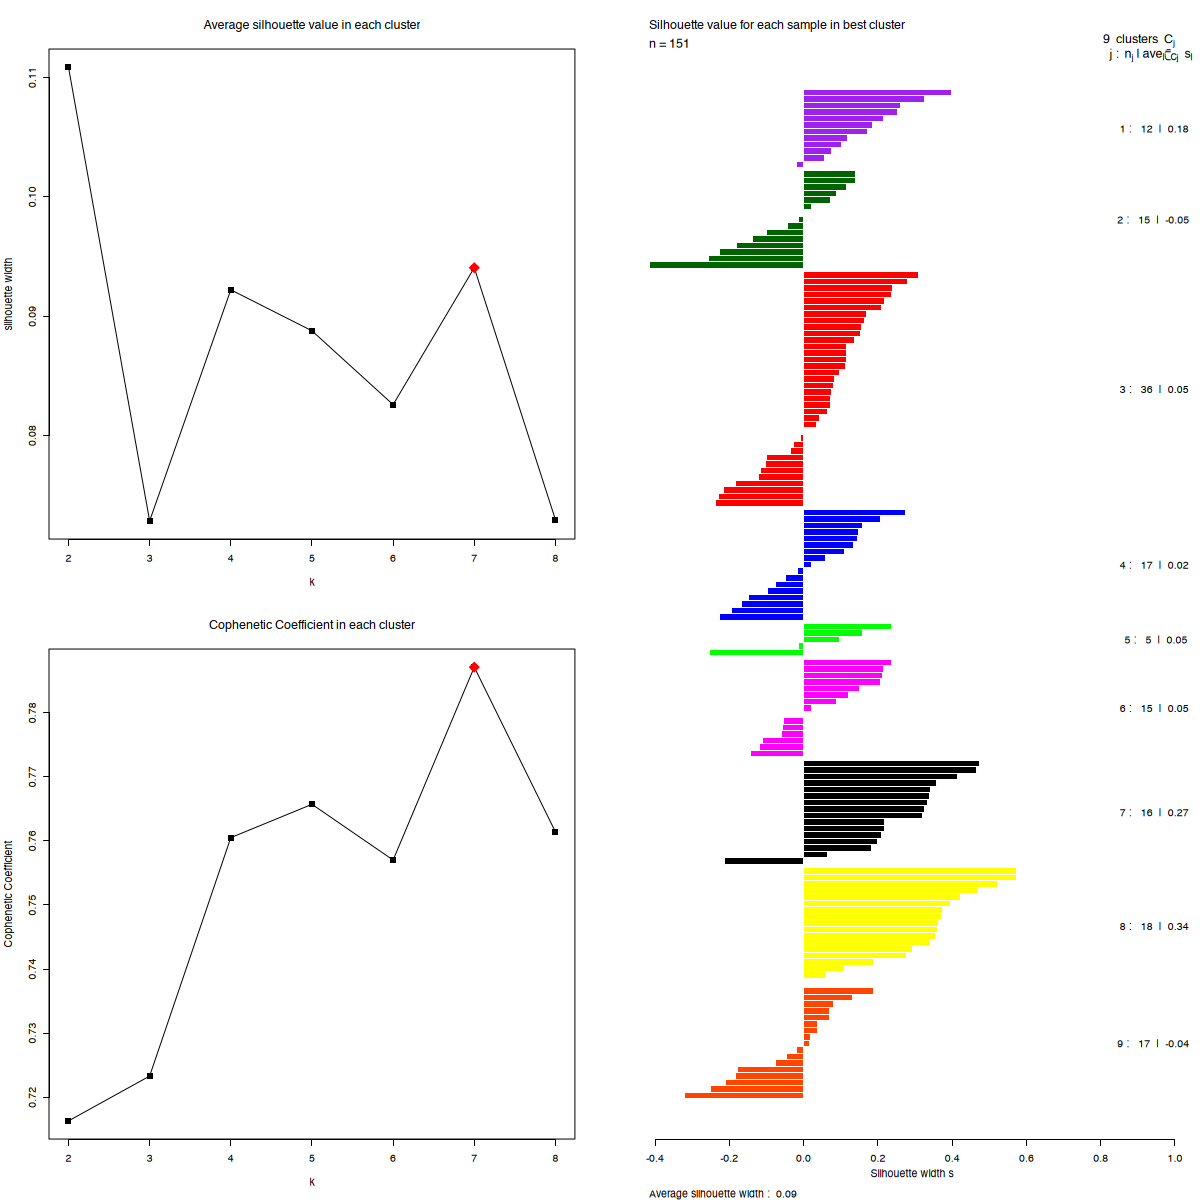 Average silhouette value in each cluster
silhouette width
0.11
0.10
0.09
0.08
2 3 4 5 6 7 8
k
Cophenetic Coefficient in each cluster
Cophenetic Coefficient
0.78
0.77
0.76
0.75
0.74
0.73
0.72
2 3 4 5 6 7 8
k
Silhouette value for each sample in best cluster
n = 151
9 clusters Cj
j : nj | avei∈Cj si
1 : 12 | 0.18
2 : 15 | -0.05
3 : 36 | 0.05
4 : 17 | 0.02
5 : 5 | 0.05
6 : 15 | 0.05
7 : 16 | 0.27
8 : 18 | 0.34
9 : 17 | -0.04
-0.4 -0.2 0.0 0.2 0.4 0.6 0.8 1.0
Silhouette width s
Average silhouette width : 0.09